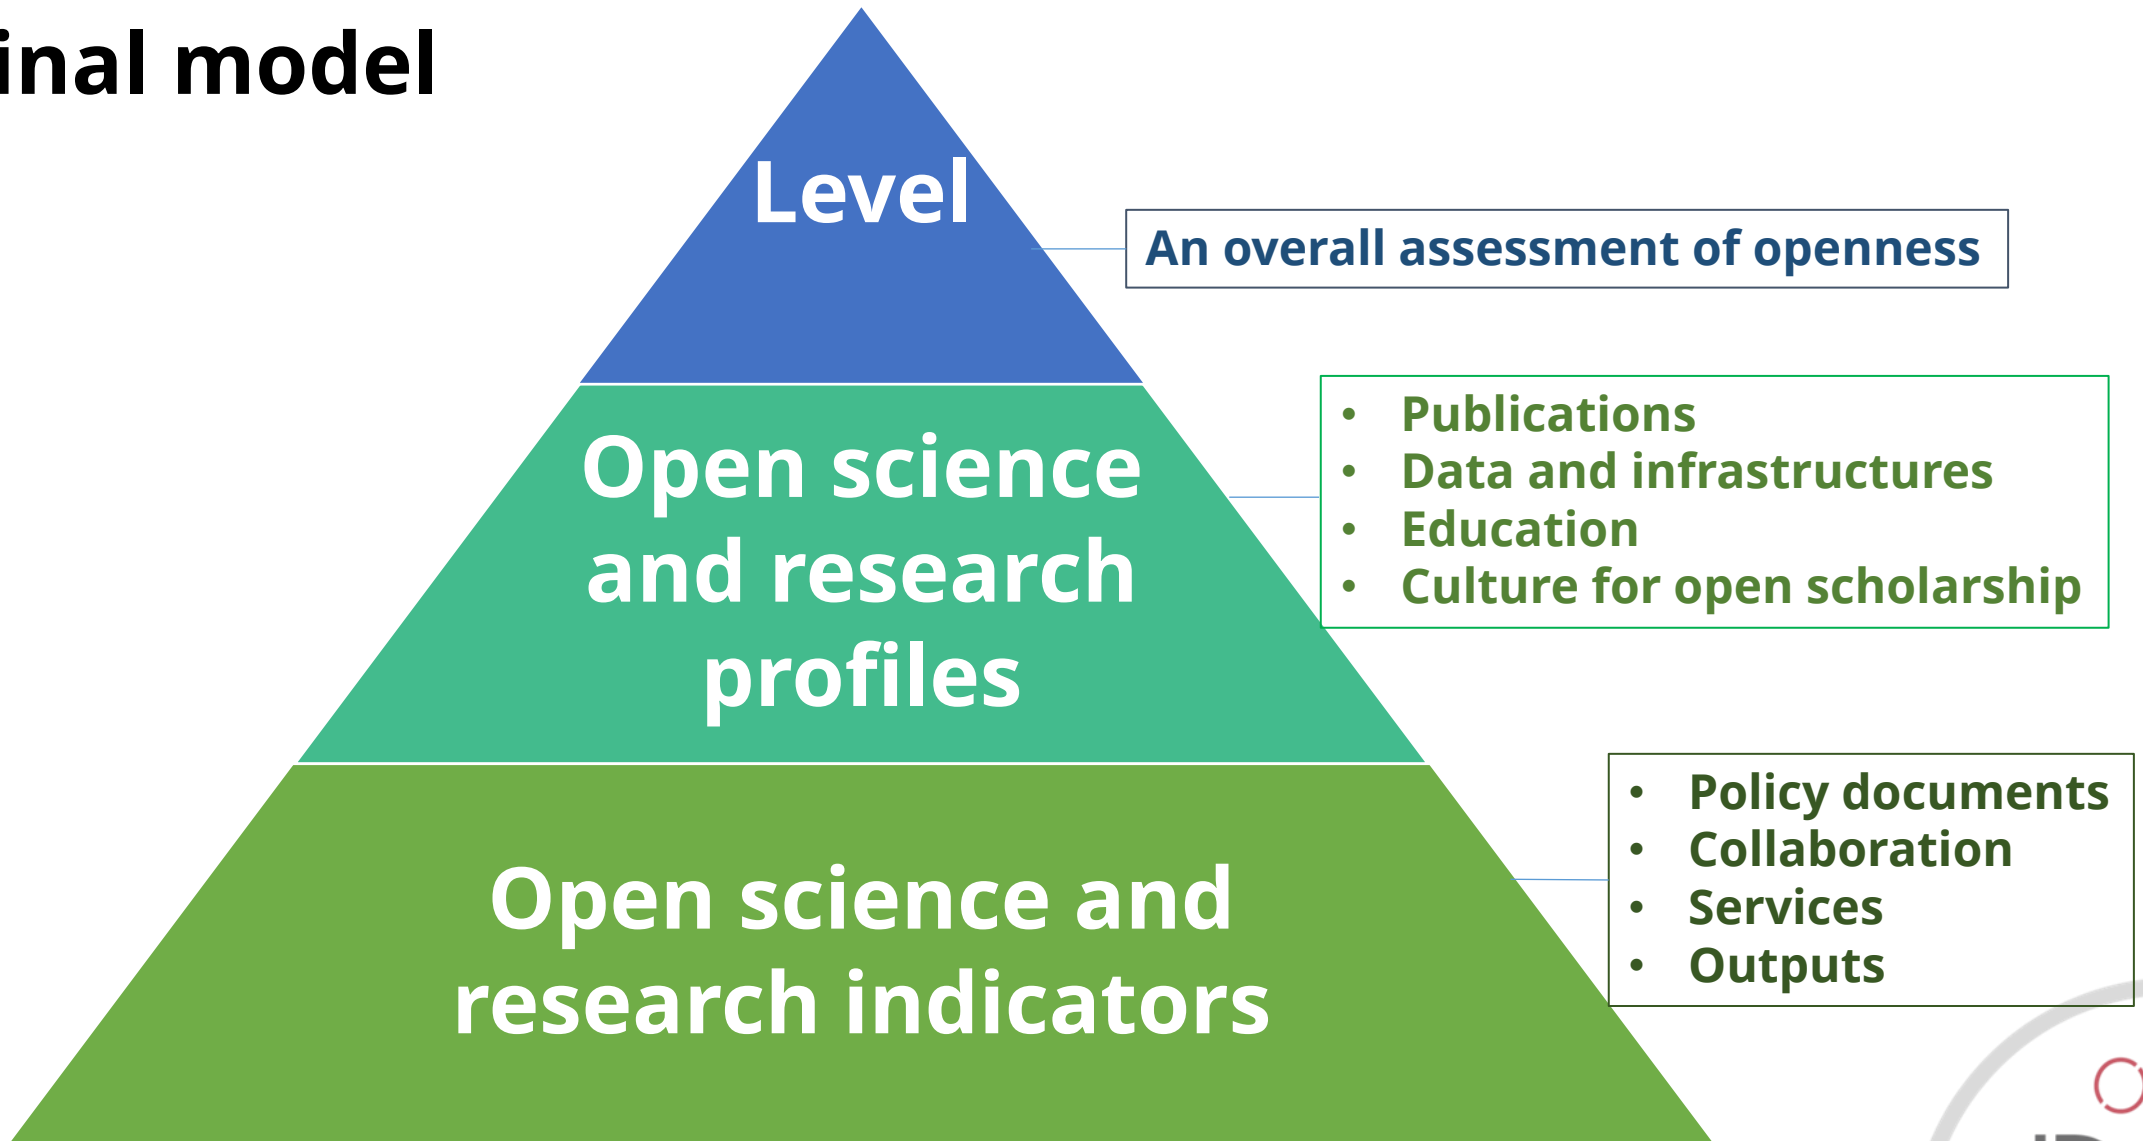 inal model
Level
An overall assessment of openness
Open science
and research
profiles
• Publications
• Data and infrastructures
• Education
• Culture for open scholarship
Open science and
research indicators
• Policy documents
• Collaboration
• Services
• Outputs